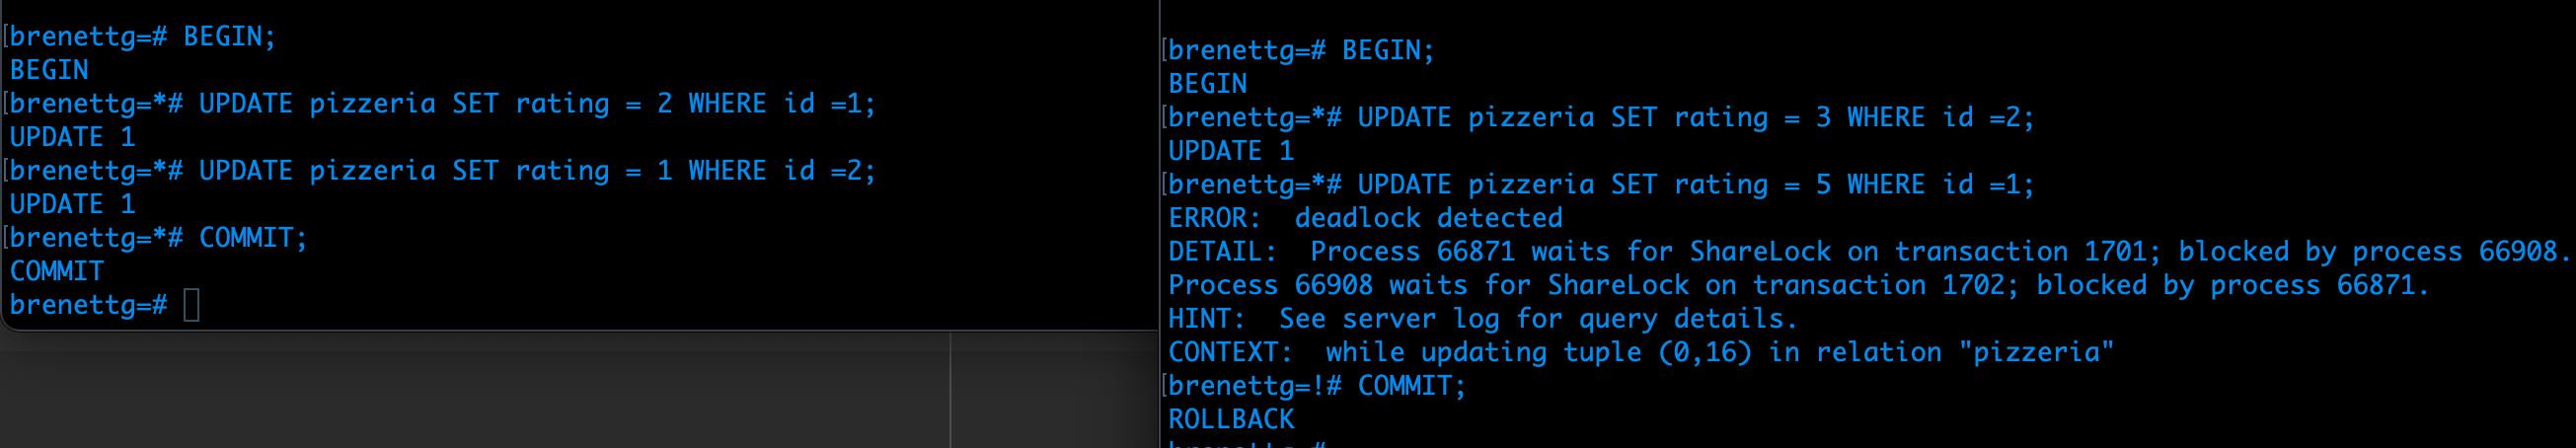 brenettg=# BEGIN;
BEGIN
brenettg=*# UPDATE pizzeria SET rating = 2 WHERE id =1;
UPDATE 1
brenettg=*# UPDATE pizzeria SET rating = 1 WHERE id =2;
UPDATE 1
brenettg=*# COMMIT;
COMMIT
brenettg=#
brenettg=# BEGIN;
BEGIN
brenettg=*# UPDATE pizzeria SET rating = 3 WHERE id =2;
UPDATE 1
brenettg=*# UPDATE pizzeria SET rating = 5 WHERE id =1;
ERROR:  deadlock detected
DETAIL:  Process 66871 waits for ShareLock on transaction 1701; blocked by process 66908.
Process 66908 waits for ShareLock on transaction 1702; blocked by process 66871.
HINT:  See server log for query details.
CONTEXT:  while updating tuple (0,16) in relation "pizzeria"
brenettg=!# COMMIT;
ROLLBACK